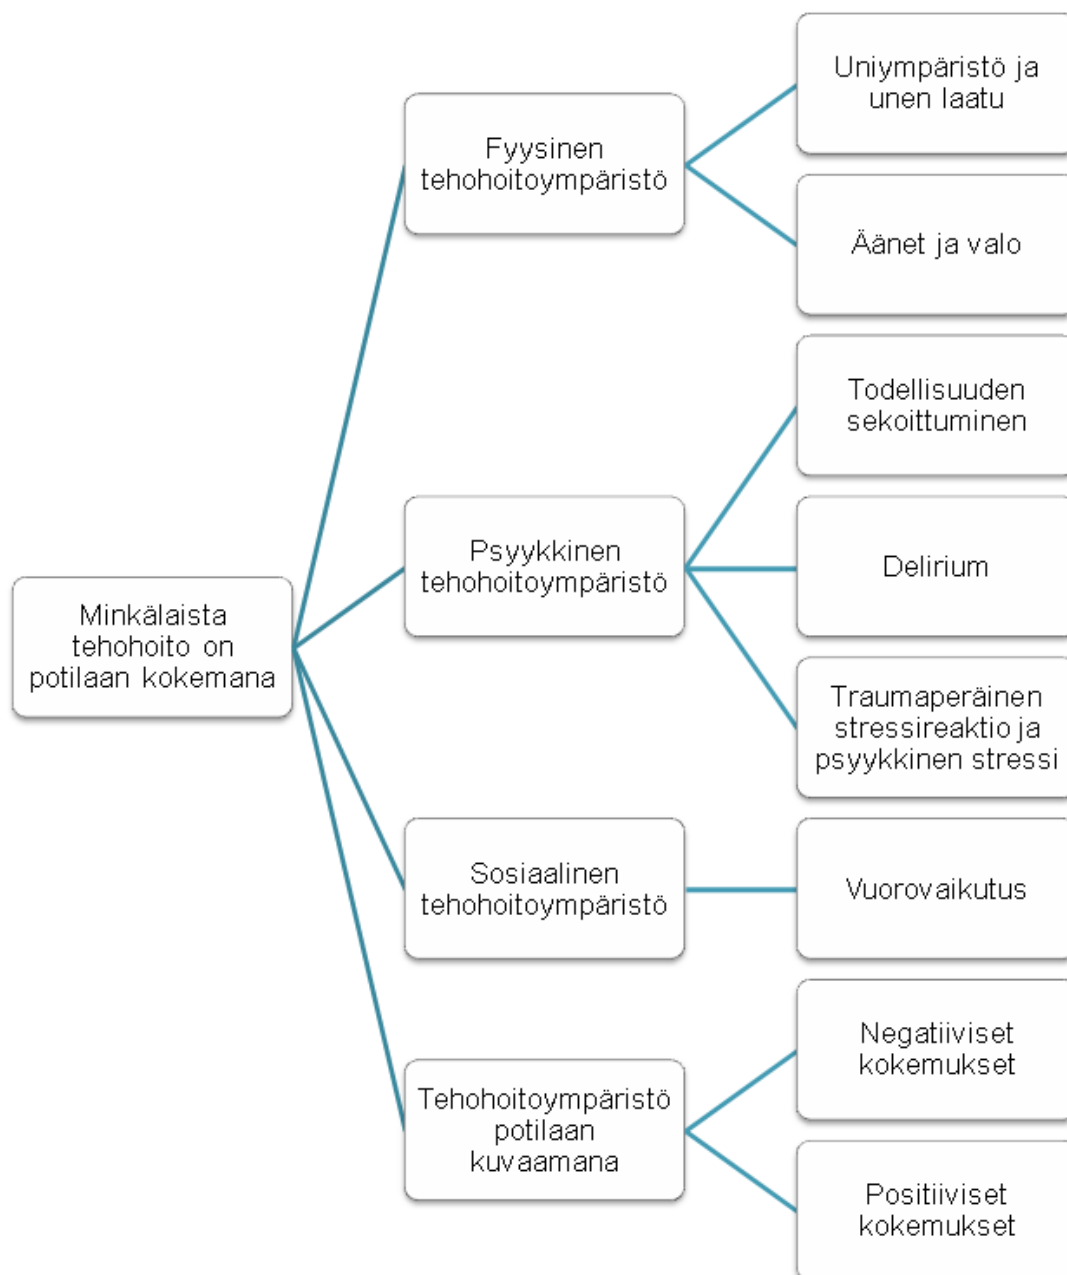 Minkälaista
tehohoito on
potilaan kokemana
Fyysinen
tehohoitoympäristö
Uniympäristö ja
unen laatu
Äänet ja valo
Psyykkinen
tehohoitoympäristö
Todellisuuden
sekoittuminen
Delirium
Traumaperäinen
stressireaktio ja
psyykkinen stressi
Sosiaalinen
tehohoitoympäristö
Vuorovaikutus
Tehohoitoympäristö
potilaan
kuvaamana
Negatiiviset
kokemukset
Positiiviset
kokemukset